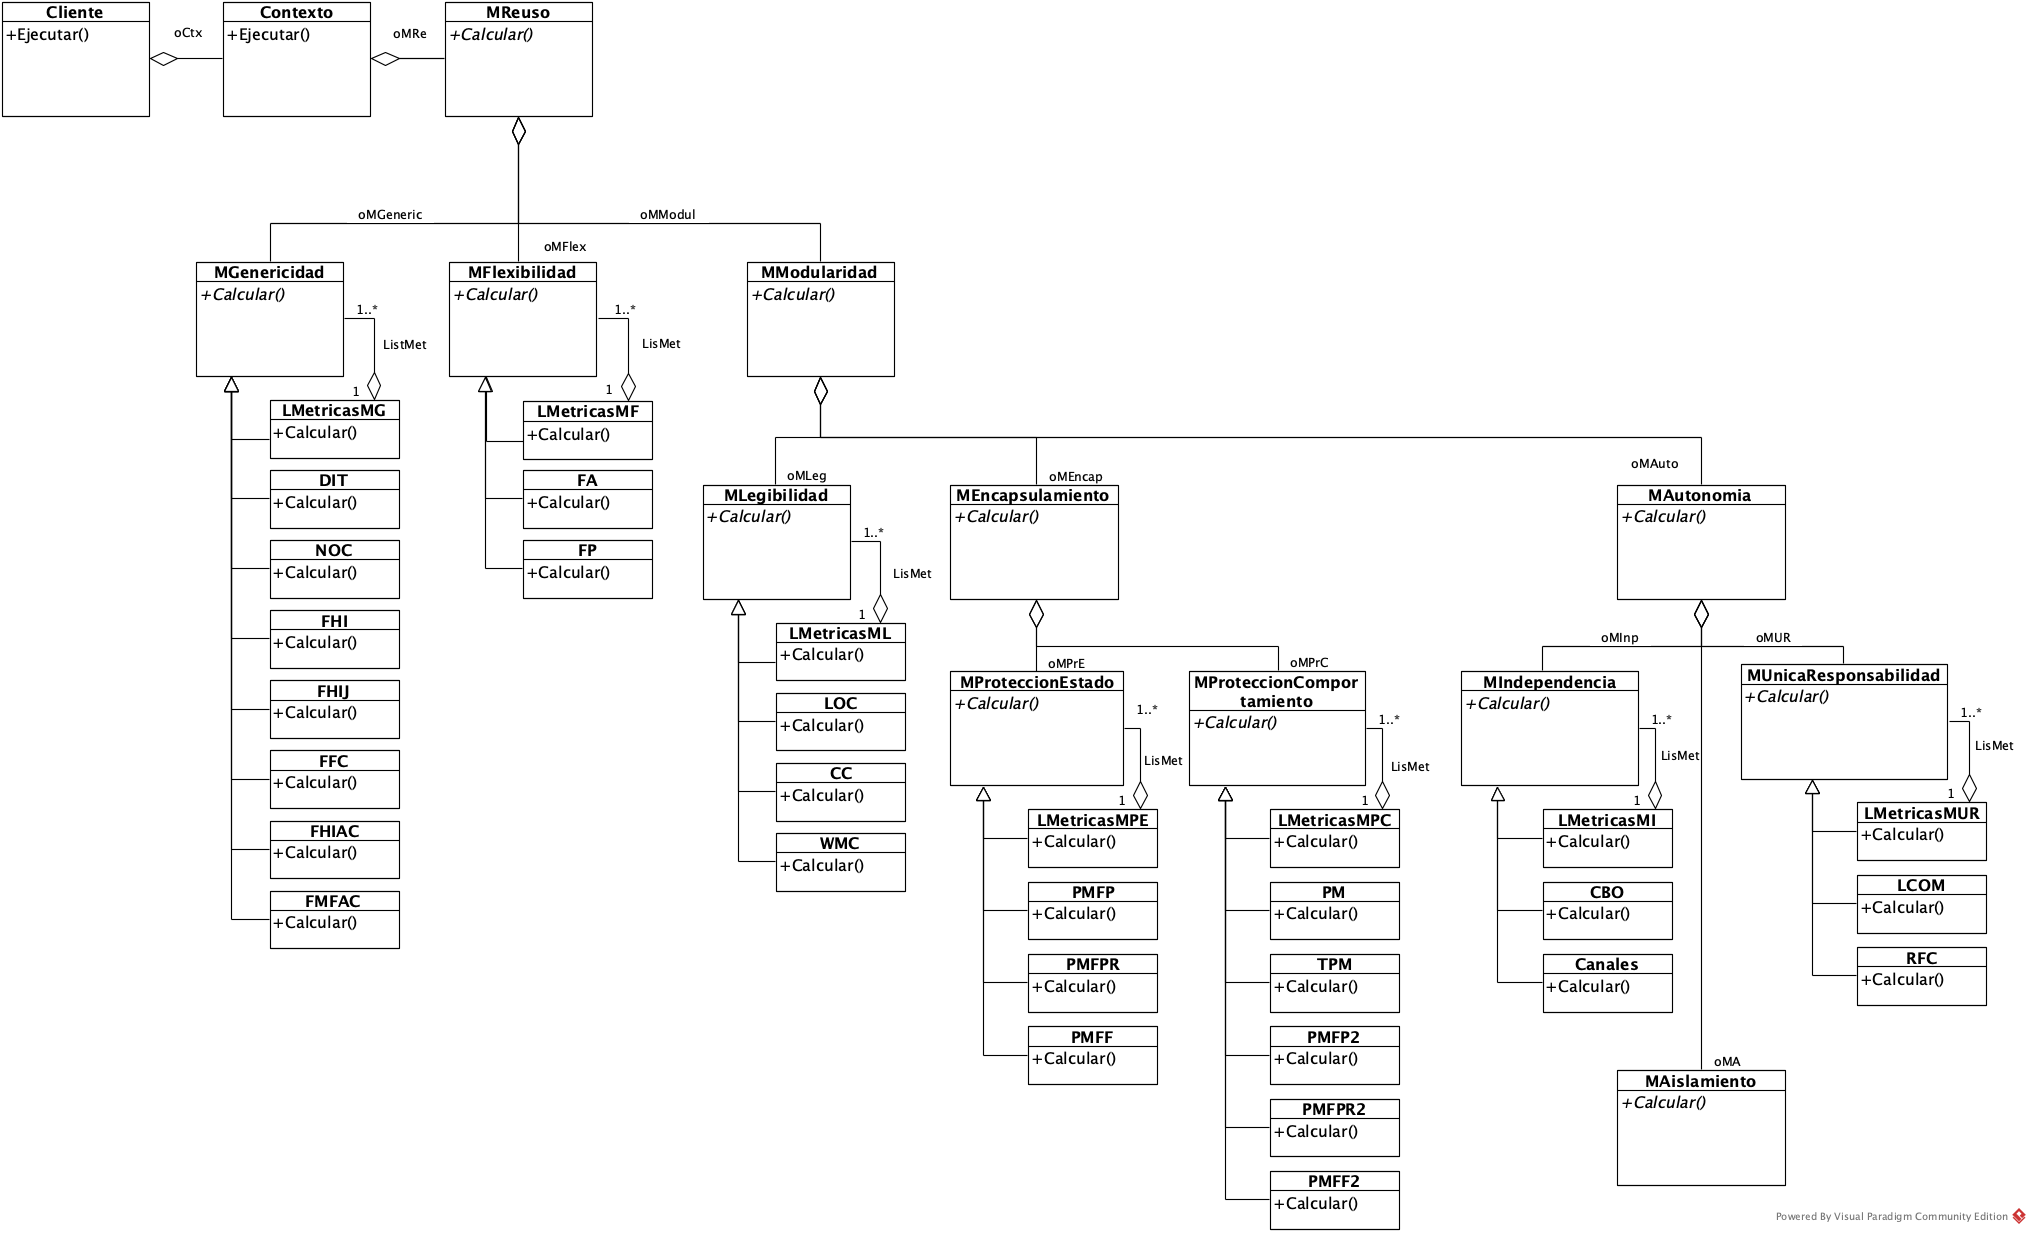 Cliente
+Ejecutar()
oCtx
Contexto
+Ejecutar()
oMRe
MReuso
+Calcular()
oMGeneric
oMModul
oMFlex
MGenericidad
+Calcular()
1..*
ListMet
1
MFlexibilidad
+Calcular()
1..*
LisMet
1
MModularidad
+Calcular()
LMetricasMG
+Calcular()
DIT
+Calcular()
NOC
+Calcular()
FHI
+Calcular()
FHIJ
+Calcular()
FFC
+Calcular()
FHIAC
+Calcular()
FMFAC
+Calcular()
LMetricasMF
+Calcular()
FA
+Calcular()
FP
+Calcular()
oMLeg
oMEncap
oMAuto
MLegibilidad
+Calcular()
1..*
LisMet
1
MEncapsulamiento
+Calcular()
MAutonomia
+Calcular()
LMetricasML
+Calcular()
LOC
+Calcular()
CC
+Calcular()
WMC
+Calcular()
oMPrE
oMPrC
oMInp
oMUR
MProteccionEstado
+Calcular()
1..*
LisMet
1
MProteccionCompor
tamiento
+Calcular()
1..*
LisMet
1
MIndependencia
+Calcular()
1..*
LisMet
1
MUnicaResponsabilidad
+Calcular()
1..*
LisMet
1
LMetricasMPE
+Calcular()
PMFP
+Calcular()
PMFPR
+Calcular()
PMFF
+Calcular()
LMetricasMPC
+Calcular()
PM
+Calcular()
TPM
+Calcular()
PMFP2
+Calcular()
PMFPR2
+Calcular()
PMFF2
+Calcular()
LMetricasMI
+Calcular()
CBO
+Calcular()
Canales
+Calcular()
LMetricasMUR
+Calcular()
LCOM
+Calcular()
RFC
+Calcular()
oMA
MAislamiento
+Calcular()
Powered By Visual Paradigm Community Edition